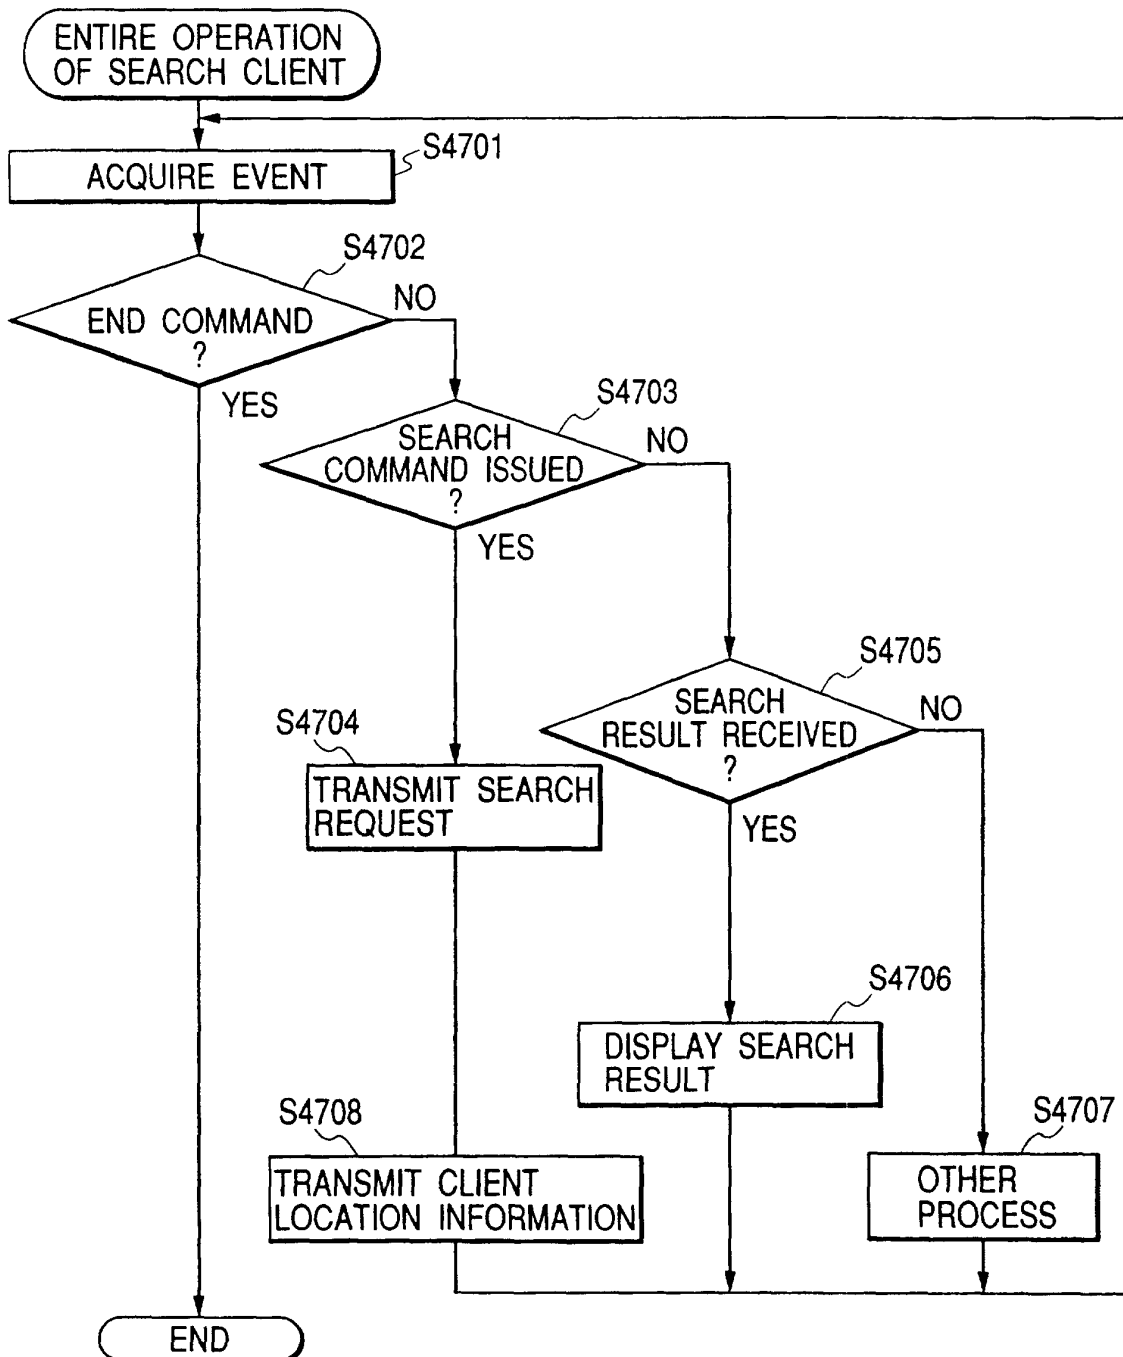 ENTIRE OPERATION
OF SEARCH CLIENT
S4701
ACQUIRE EVENT
S4702
END COMMAND
?
NO
YES
S4703
SEARCH
COMMAND ISSUED
?
NO
YES
S4705
SEARCH
RESULT RECEIVED
?
NO
YES
S4704
TRANSMIT SEARCH
REQUEST
S4706
DISPLAY SEARCH
RESULT
S4708
TRANSMIT CLIENT
LOCATION INFORMATION
S4707
OTHER
PROCESS
END